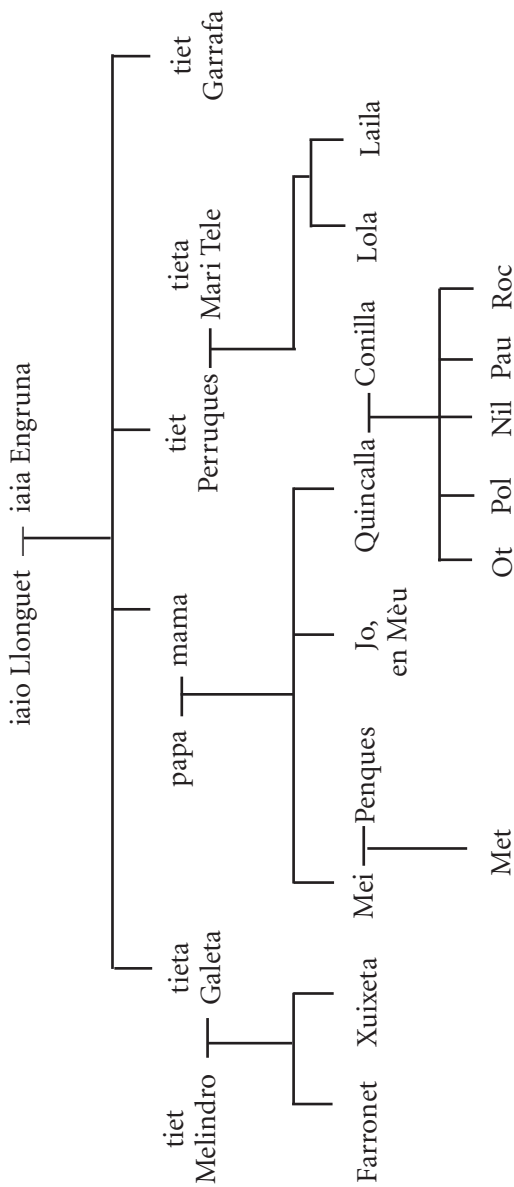 iaio Llonguet iaia Engruna
tiet
Melindro
tieta
Galeta
papa mama
tiet
Perruques
tieta
Mari Tele
tiet
Garrafa
Farronet Xuixeta
Mei Penques
Jo,
en Mèu
Quincalla Conilla
Lola Laila
Met
Ot Pol Nil Pau Roc